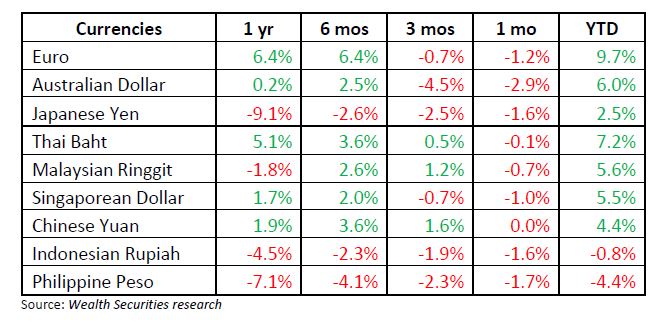 Currencies 1 yr 6 mos 3 mos 1 mo YTD
Euro 6.4% 6.4% -0.7% -1.2% 9.7%
Australian Dollar 0.2% 2.5% -4.5% -2.9% 6.0%
Japanese Yen -9.1% -2.6% -2.5% -1.6% 2.5%
Thai Baht 5.1% 3.6% 0.5% -0.1% 7.2%
Malaysian Ringgit -1.8% 2.6% 1.2% -0.7% 5.6%
Singaporean Dollar 1.7% 2.0% -0.7% -1.0% 5.5%
Chinese Yuan 1.9% 3.6% 1.6% 0.0% 4.4%
Indonesian Rupiah -4.5% -2.3% -1.9% -1.6% -0.8%
Philippine Peso -7.1% -4.1% -2.3% -1.7% -4.4%
Source: Wealth Securities research